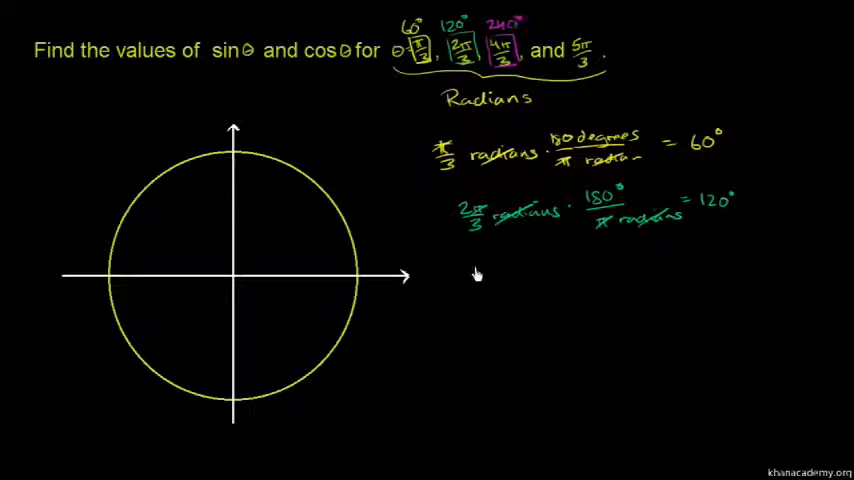 60° 120° 240°
Find the values of sinθ and cosθ for θ=π/3, 2π/3, 4π/3, and 5π/3.
Radians
π/3 radians · 180 degrees/π radian = 60°
2π/3 radians · 180°/π radians = 120°
khanacademy.org